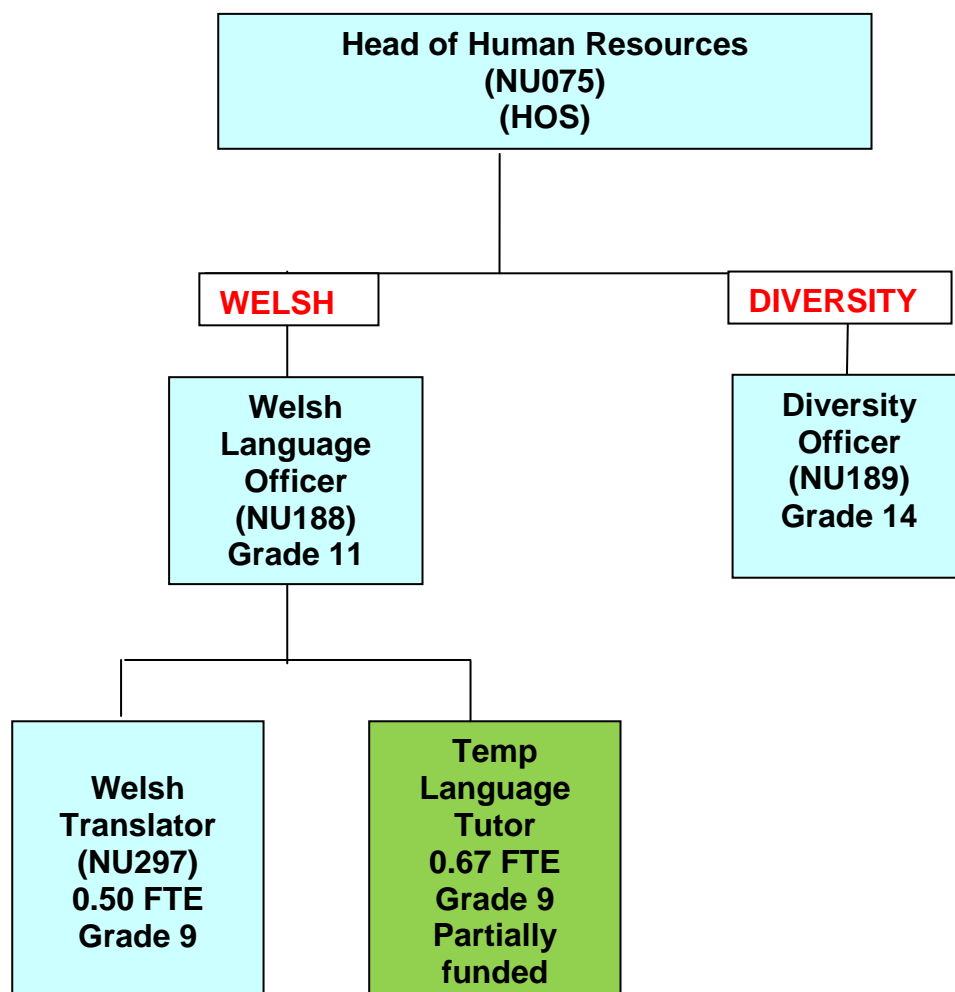 Head of Human Resources
(NU075)
(HOS)
WELSH
DIVERSITY
Welsh
Language
Officer
(NU188)
Grade 11
Diversity
Officer
(NU189)
Grade 14
Welsh
Translator
(NU297)
0.50 FTE
Grade 9
Temp
Language
Tutor
0.67 FTE
Grade 9
Partially
funded